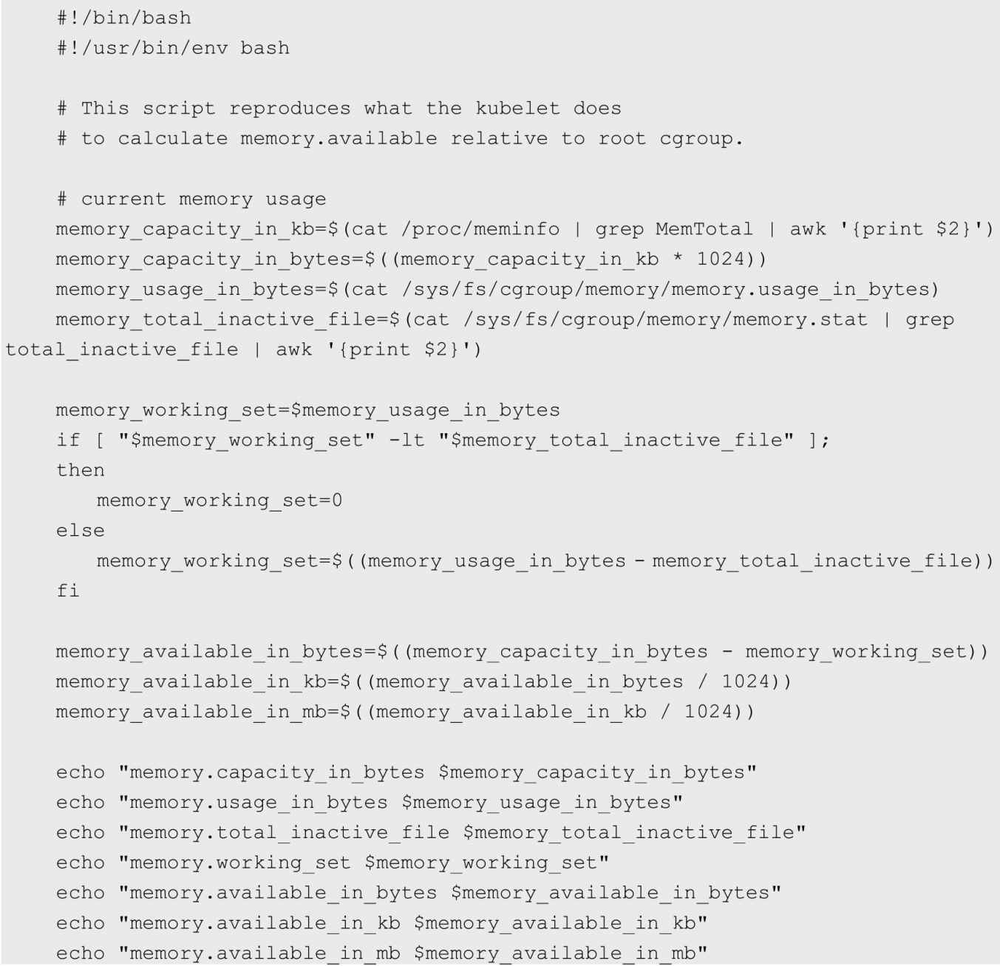 #!/bin/bash
#!/usr/bin/env bash
# This script reproduces what the kubelet does
# to calculate memory.available relative to root cgroup.
# current memory usage
memory_capacity_in_kb=$(cat /proc/meminfo | grep MemTotal | awk '{print $2}')
memory_capacity_in_bytes=$((memory_capacity_in_kb * 1024))
memory_usage_in_bytes=$(cat /sys/fs/cgroup/memory/memory.usage_in_bytes)
memory_total_inactive_file=$(cat /sys/fs/cgroup/memory/memory.stat | grep
total_inactive_file | awk '{print $2}')
memory_working_set=$memory_usage_in_bytes
if [ "$memory_working_set" -lt "$memory_total_inactive_file" ];
then
memory_working_set=0
else
memory_working_set=$((memory_usage_in_bytes - memory_total_inactive_file))
fi
memory_available_in_bytes=$((memory_capacity_in_bytes - memory_working_set))
memory_available_in_kb=$((memory_available_in_bytes / 1024))
memory_available_in_mb=$((memory_available_in_kb / 1024))
echo "memory.capacity_in_bytes $memory_capacity_in_bytes"
echo "memory.usage_in_bytes $memory_usage_in_bytes"
echo "memory.total_inactive_file $memory_total_inactive_file"
echo "memory.working_set $memory_working_set"
echo "memory.available_in_bytes $memory_available_in_bytes"
echo "memory.available_in_kb $memory_available_in_kb"
echo "memory.available_in_mb $memory_available_in_mb"